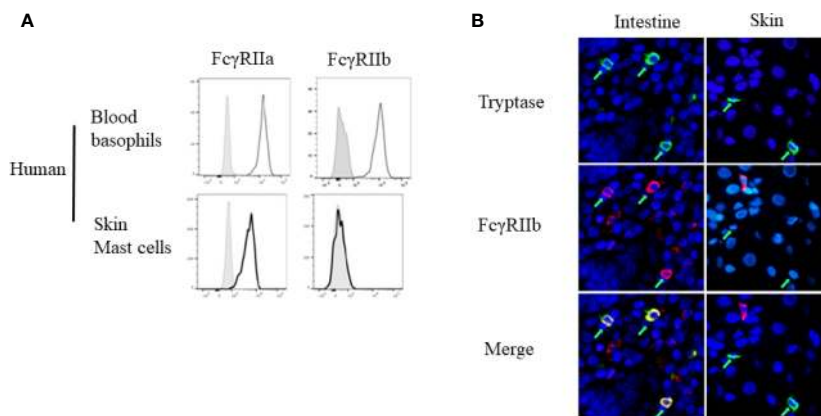 A
FcγRIIa
FcγRIIb
Blood
basophils
Human
Skin
Mast cells
B
Intestine
Skin
Tryptase
FcγRIIb
Merge